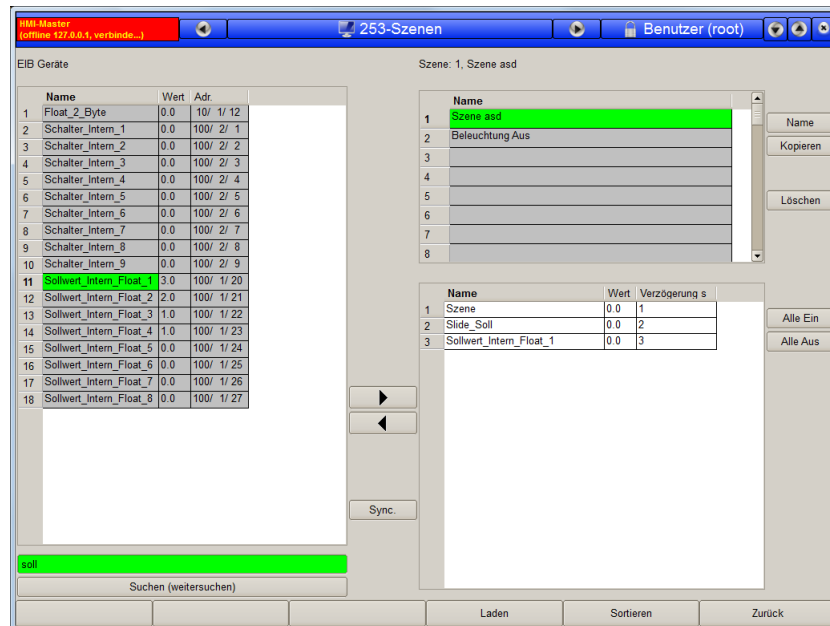 HMI-Master
(offline 127.0.0.1, verbinde...)
253-Szenen
Benutzer (root)
EIB Geräte
Name Wert Adr.
1 Float_2_Byte 0.0 10/ 1/ 12
2 Schalter_Intern_1 0.0 100/ 2/ 1
3 Schalter_Intern_2 0.0 100/ 2/ 2
4 Schalter_Intern_3 0.0 100/ 2/ 3
5 Schalter_Intern_4 0.0 100/ 2/ 4
6 Schalter_Intern_5 0.0 100/ 2/ 5
7 Schalter_Intern_6 0.0 100/ 2/ 6
8 Schalter_Intern_7 0.0 100/ 2/ 7
9 Schalter_Intern_8 0.0 100/ 2/ 8
10 Schalter_Intern_9 0.0 100/ 2/ 9
11 Sollwert_Intern_Float_1 3.0 100/ 1/ 20
12 Sollwert_Intern_Float_2 2.0 100/ 1/ 21
13 Sollwert_Intern_Float_3 1.0 100/ 1/ 22
14 Sollwert_Intern_Float_4 1.0 100/ 1/ 23
15 Sollwert_Intern_Float_5 0.0 100/ 1/ 24
16 Sollwert_Intern_Float_6 0.0 100/ 1/ 25
17 Sollwert_Intern_Float_7 0.0 100/ 1/ 26
18 Sollwert_Intern_Float_8 0.0 100/ 1/ 27
soll
Suchen (weitersuchen)
Sync.
Szene: 1, Szene asd
Name
1 Szene asd
2 Beleuchtung Aus
3
4
5
6
7
8
Name
Kopieren
Löschen
Name Wert Verzögerung s
1 Szene 0.0 1
2 Slide_Soll 0.0 2
3 Sollwert_Intern_Float_1 0.0 3
Alle Ein
Alle Aus
Laden
Sortieren
Zurück